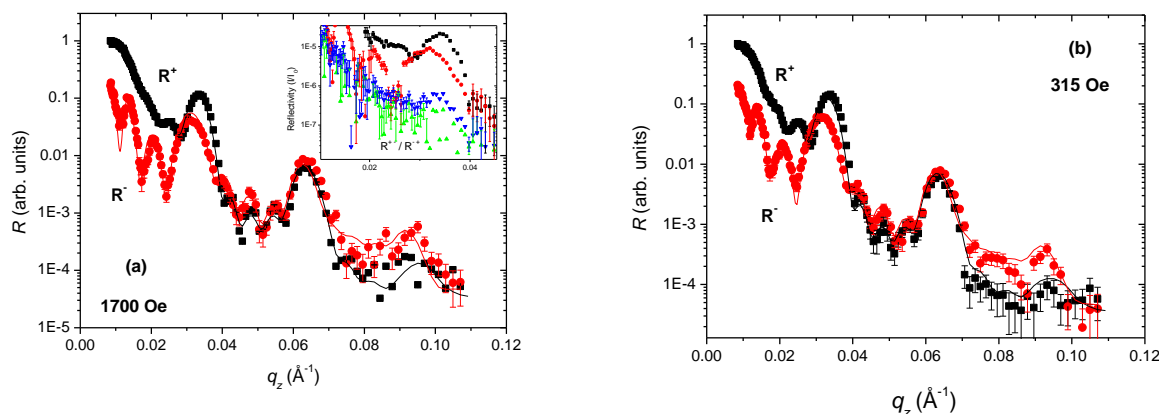 1
0.1
0.01
1E-3
1E-4
1E-5
R (arb. units)
R⁺
R⁻
(a)
1700 Oe
0.00 0.02 0.04 0.06 0.08 0.10 0.12
q_z (Å⁻¹)
1E-5
1E-6
1E-7
Reflectivity (I/I₀)
R⁺⁻/R⁻⁺
0.02 0.04
(b)
315 Oe
1
0.1
0.01
1E-3
1E-4
R (arb. units)
R⁺
R⁻
0.00 0.02 0.04 0.06 0.08 0.10 0.12
q_z (Å⁻¹)